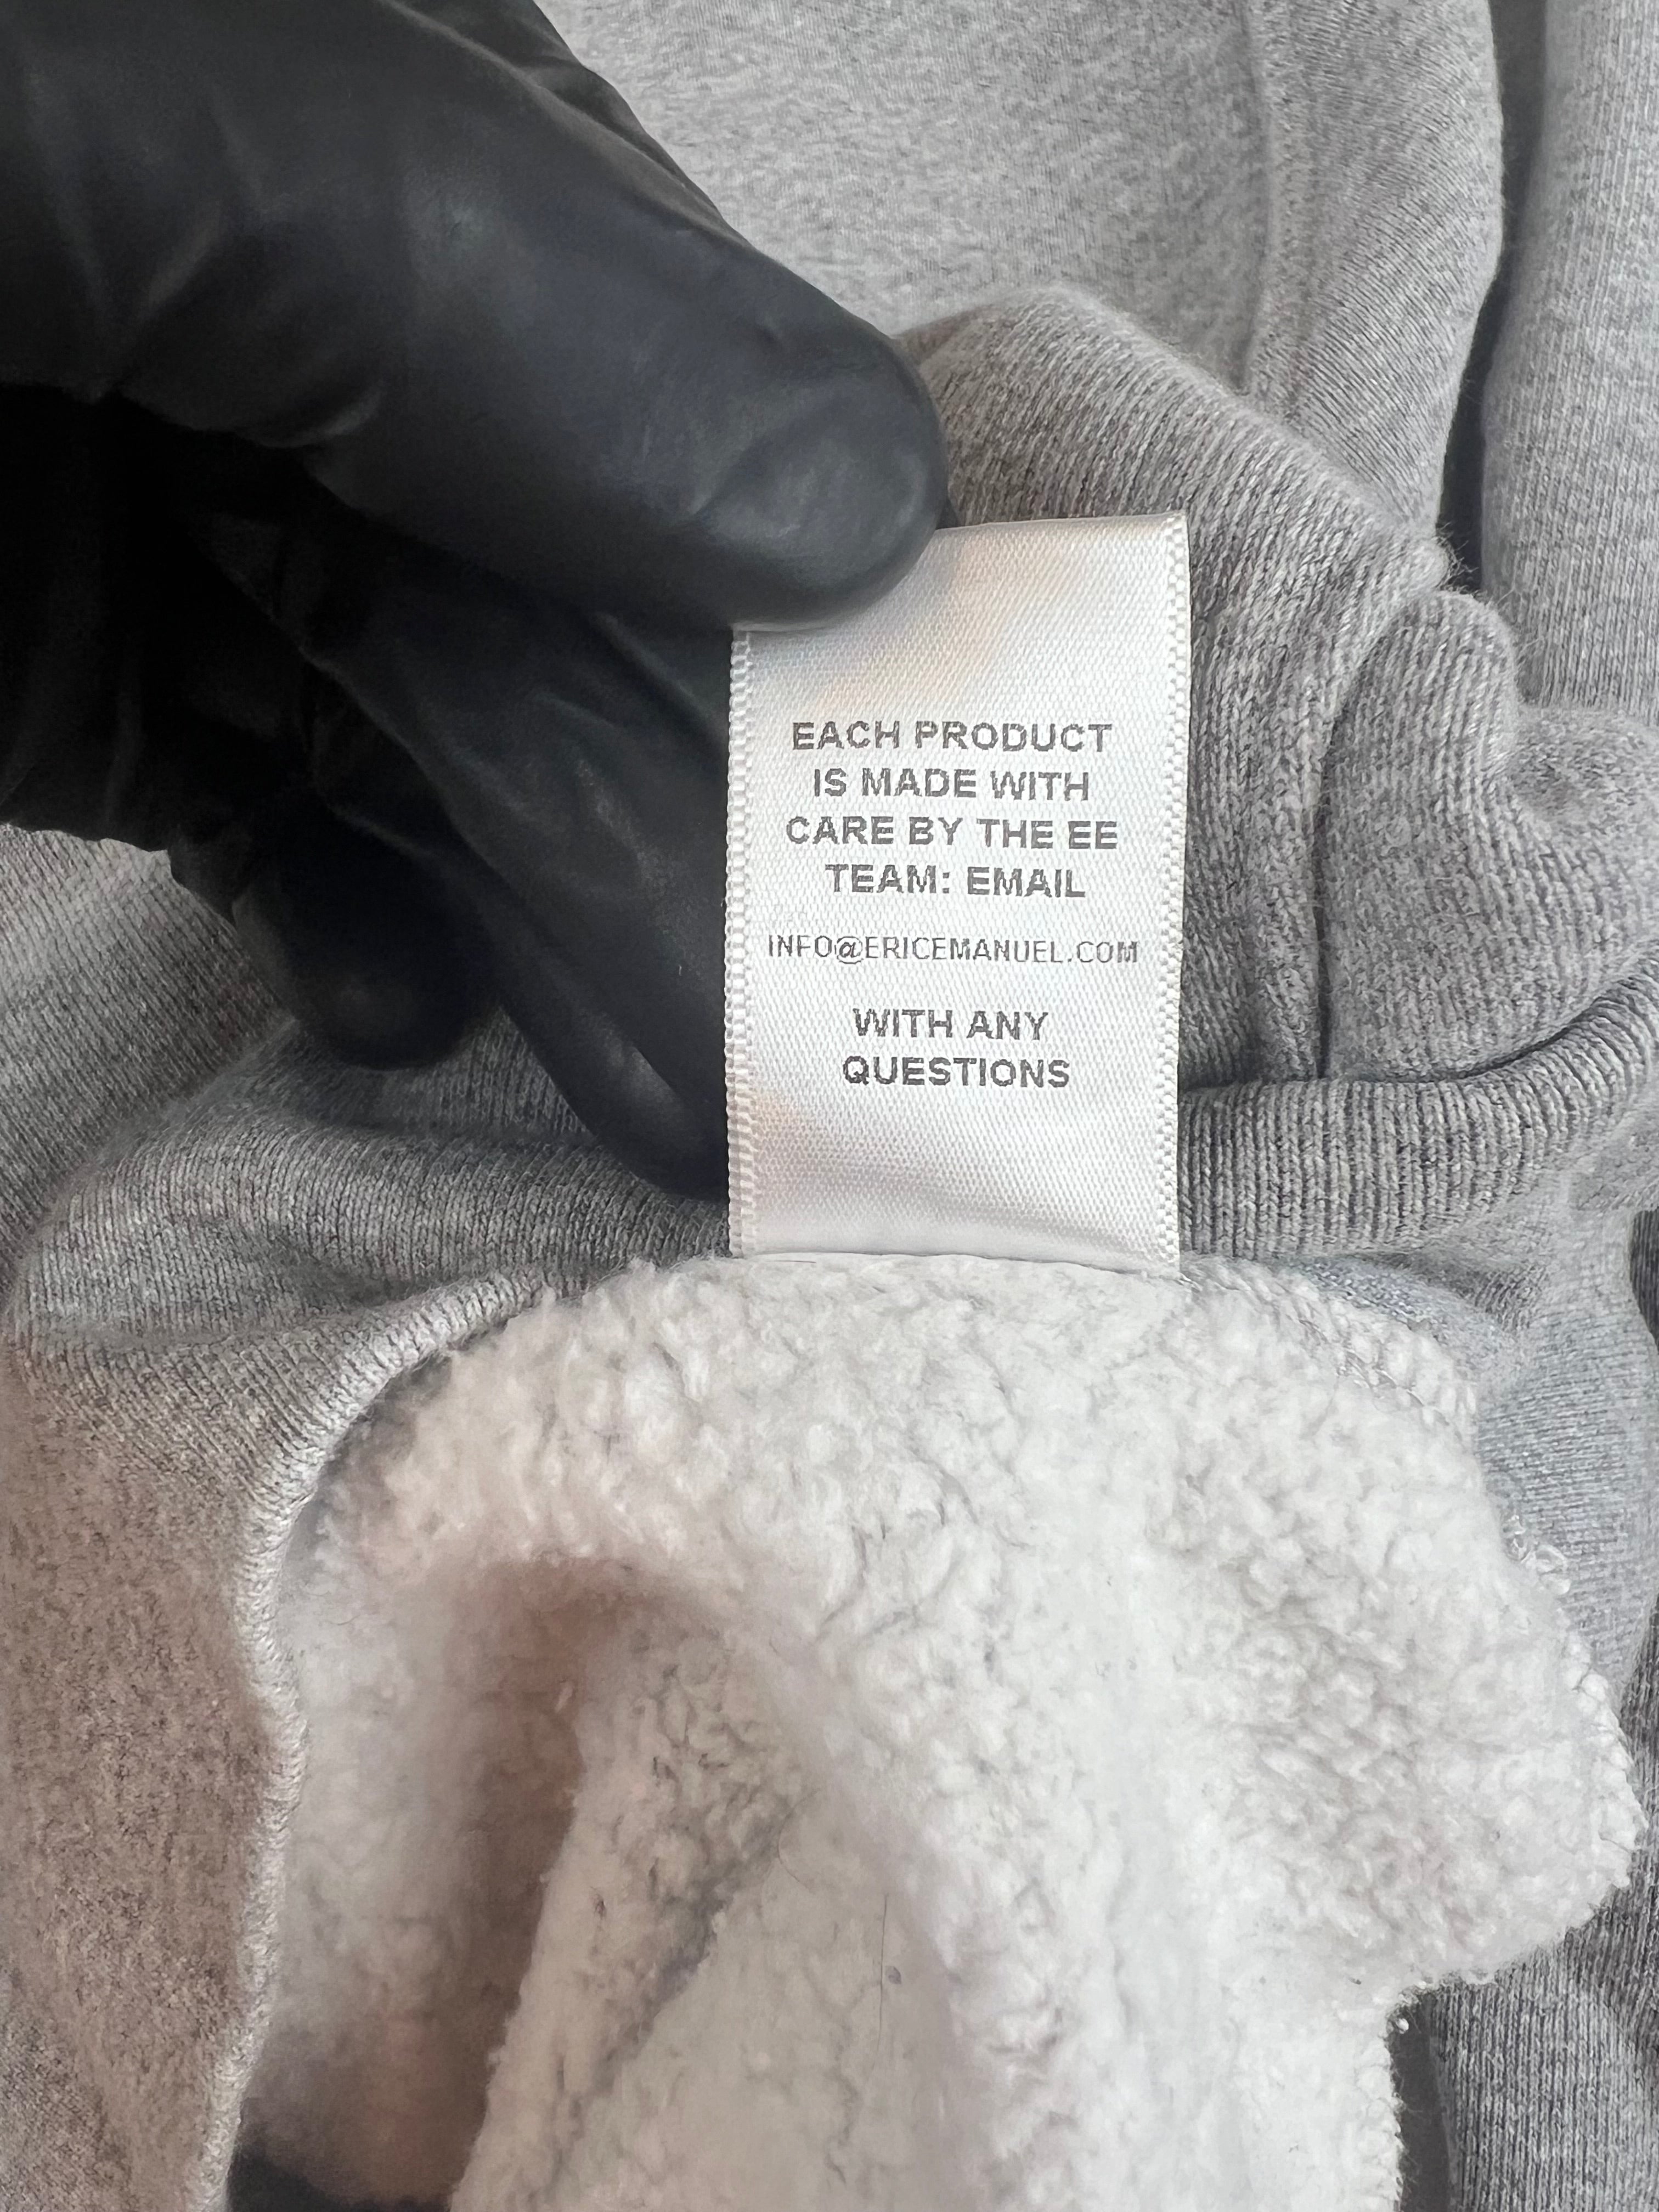 EACH PRODUCT
IS MADE WITH
CARE BY THE EE
TEAM: EMAIL
INFO@ERICEMANUEL.COM
WITH ANY
QUESTIONS